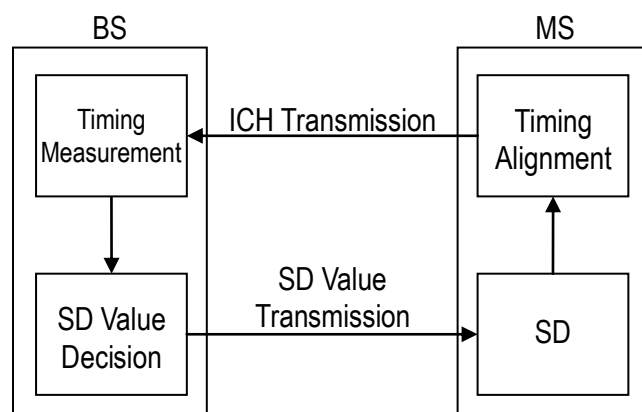 BS
MS
Timing
Measurement
ICH Transmission
Timing
Alignment
SD Value
Decision
SD Value
Transmission
SD